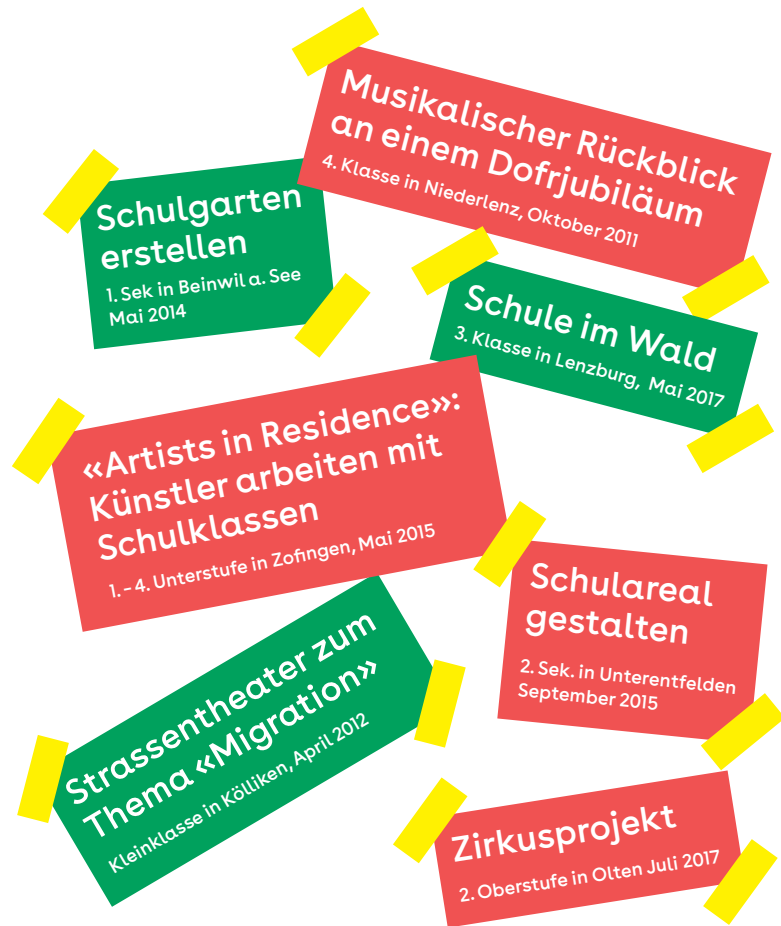 Musikalischer Rückblick
an einem Dofrjubiläum
4. Klasse in Niederlenz, Oktober 2011
Schulgarten
erstellen
1. Sek in Beinwil a. See
Mai 2014
Schule im Wald
3. Klasse in Lenzburg, Mai 2017
«Artists in Residence»:
Künstler arbeiten mit
Schulklassen
1.-4. Unterstufe in Zofingen, Mai 2015
Schulareal
gestalten
2. Sek. in Unterentfelden
September 2015
Strassentheater zum
Thema «Migration»
Kleinklasse in Kölliken, April 2012
Zirkusprojekt
2. Oberstufe in Olten Juli 2017